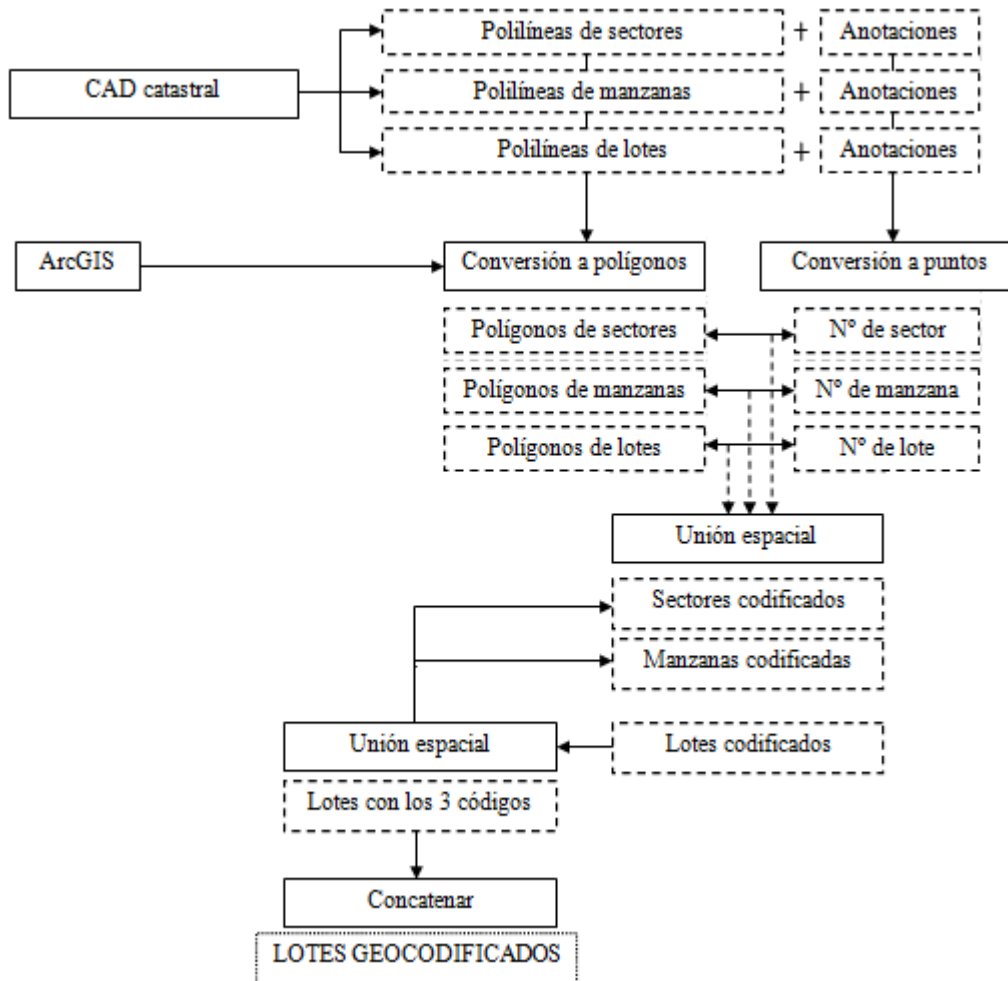 Polilíneas de sectores + Anotaciones
CAD catastral
Polilíneas de manzanas + Anotaciones
Polilíneas de lotes + Anotaciones
ArcGIS
Conversión a polígonos
Conversión a puntos
Polígonos de sectores
Nº de sector
Polígonos de manzanas
Nº de manzana
Polígonos de lotes
Nº de lote
Unión espacial
Sectores codificados
Manzanas codificadas
Unión espacial
Lotes codificados
Lotes con los 3 códigos
Concatenar
LOTES GEOCODIFICADOS